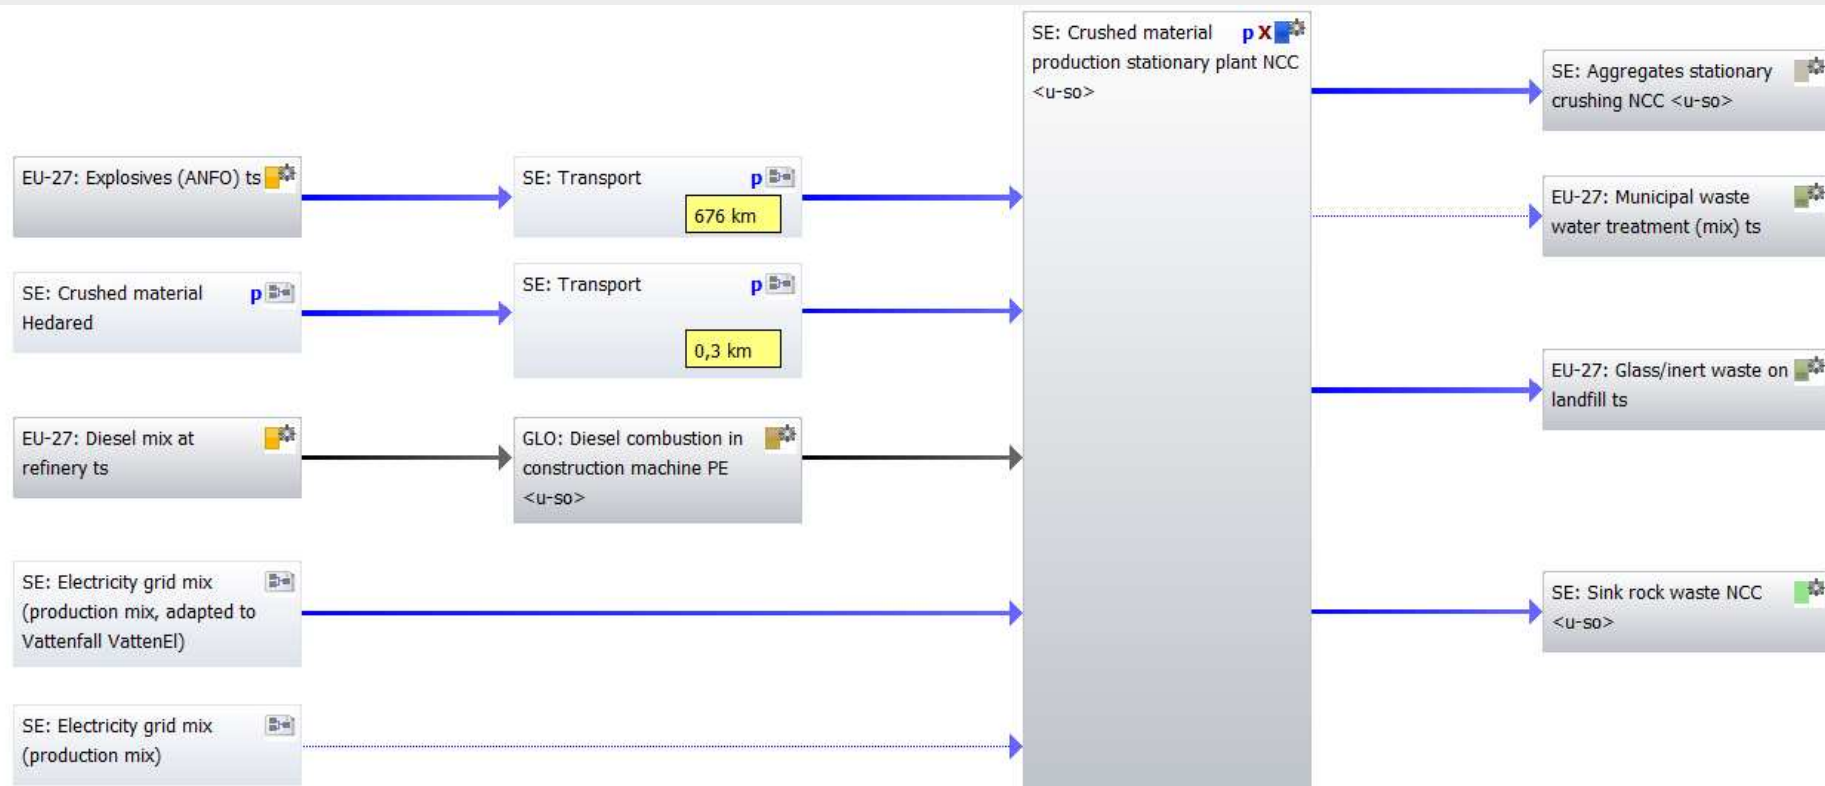 SE: Crushed material p X
production stationary plant NCC
<u-so>
SE: Aggregates stationary
crushing NCC <u-so>
EU-27: Explosives (ANFO) ts
SE: Transport p
676 km
EU-27: Municipal waste
water treatment (mix) ts
SE: Crushed material p
Hedared
SE: Transport p
0,3 km
EU-27: Glass/inert waste on
landfill ts
EU-27: Diesel mix at
refinery ts
GLO: Diesel combustion in
construction machine PE
<u-so>
SE: Electricity grid mix
(production mix, adapted to
Vattenfall VattenEl)
SE: Sink rock waste NCC
<u-so>
SE: Electricity grid mix
(production mix)